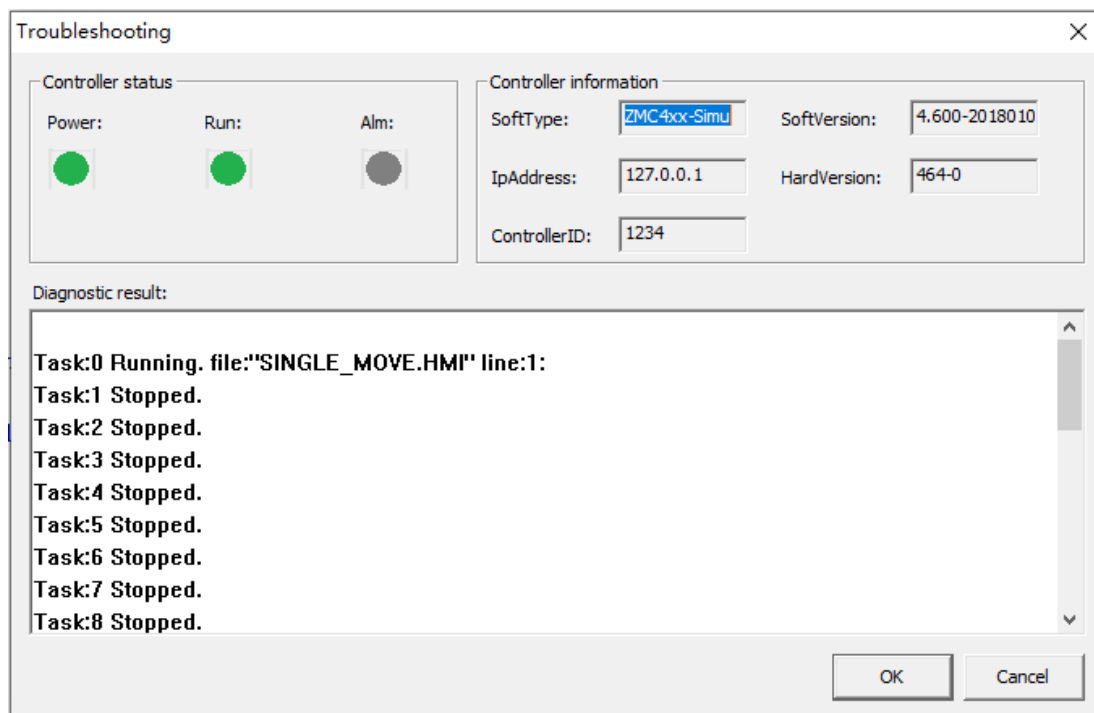 Troubleshooting
Controller status
Power:
Run:
Alm:
Controller information
SoftType:
ZMC4xx-Simu
SoftVersion:
4.600-2018010
IpAddress:
127.0.0.1
HardVersion:
464-0
ControllerID:
1234
Diagnostic result:
Task:0 Running. file:"SINGLE_MOVE.HMI" line:1:
Task:1 Stopped.
Task:2 Stopped.
Task:3 Stopped.
Task:4 Stopped.
Task:5 Stopped.
Task:6 Stopped.
Task:7 Stopped.
Task:8 Stopped.
OK
Cancel